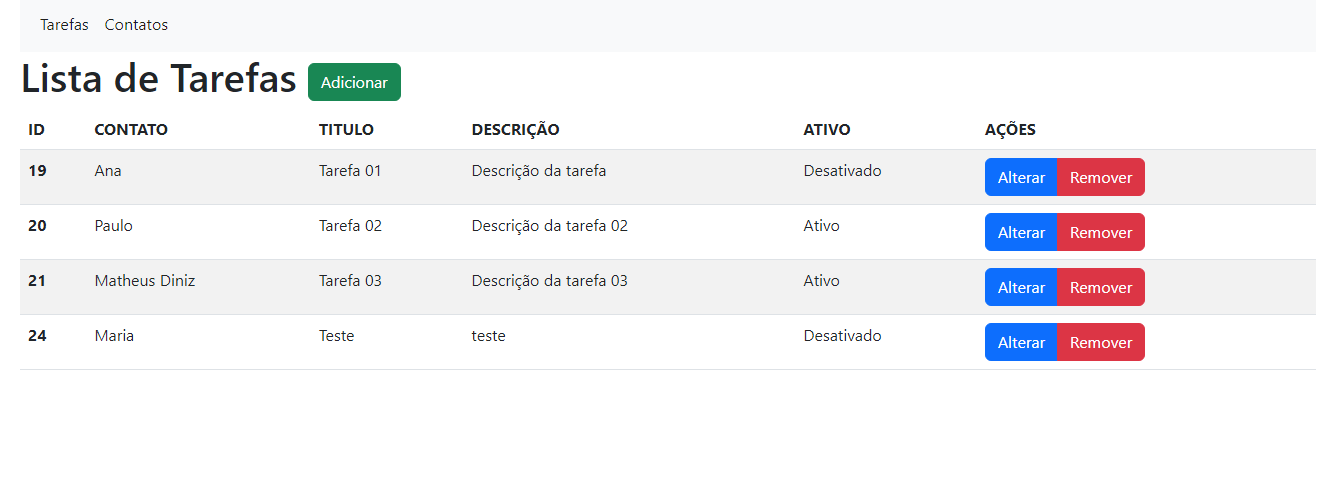 Tarefas Contatos
Lista de Tarefas Adicionar
ID CONTATO TITULO DESCRIÇÃO ATIVO AÇÕES
19 Ana Tarefa 01 Descrição da tarefa Desativado Alterar Remover
20 Paulo Tarefa 02 Descrição da tarefa 02 Ativo Alterar Remover
21 Matheus Diniz Tarefa 03 Descrição da tarefa 03 Ativo Alterar Remover
24 Maria Teste teste Desativado Alterar Remover